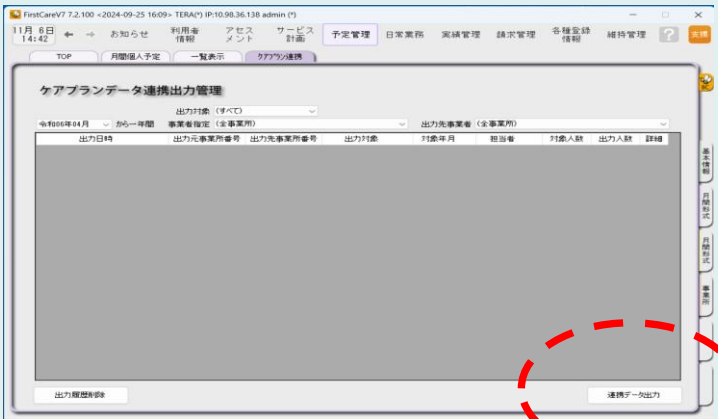 FirstCareV7 7.2.100 <2024-09-25 16:09> TERA(*) IP:10.98.36.138 admin (*)
11月 6日 14:42 ← → お知らせ 利用者情報 アセスメント サービス計画 予定管理 日常業務 実績管理 請求管理 各種登録情報 維持管理 ? 支援
TOP 月間個人予定 一覧表示 ケアプラン連携
ケアプランデータ連携出力管理
出力対象 (すべて)
令和06年04月 から一年間 事業者指定 (全事業所) 出力先事業者 (全事業所)
出力日時 出力元事業所番号 出力先事業所番号 出力対象 対象年月 担当者 対象人数 出力人数 詳細
基本情報
月間形式
月間形式
事業所
出力履歴削除 連携データ出力